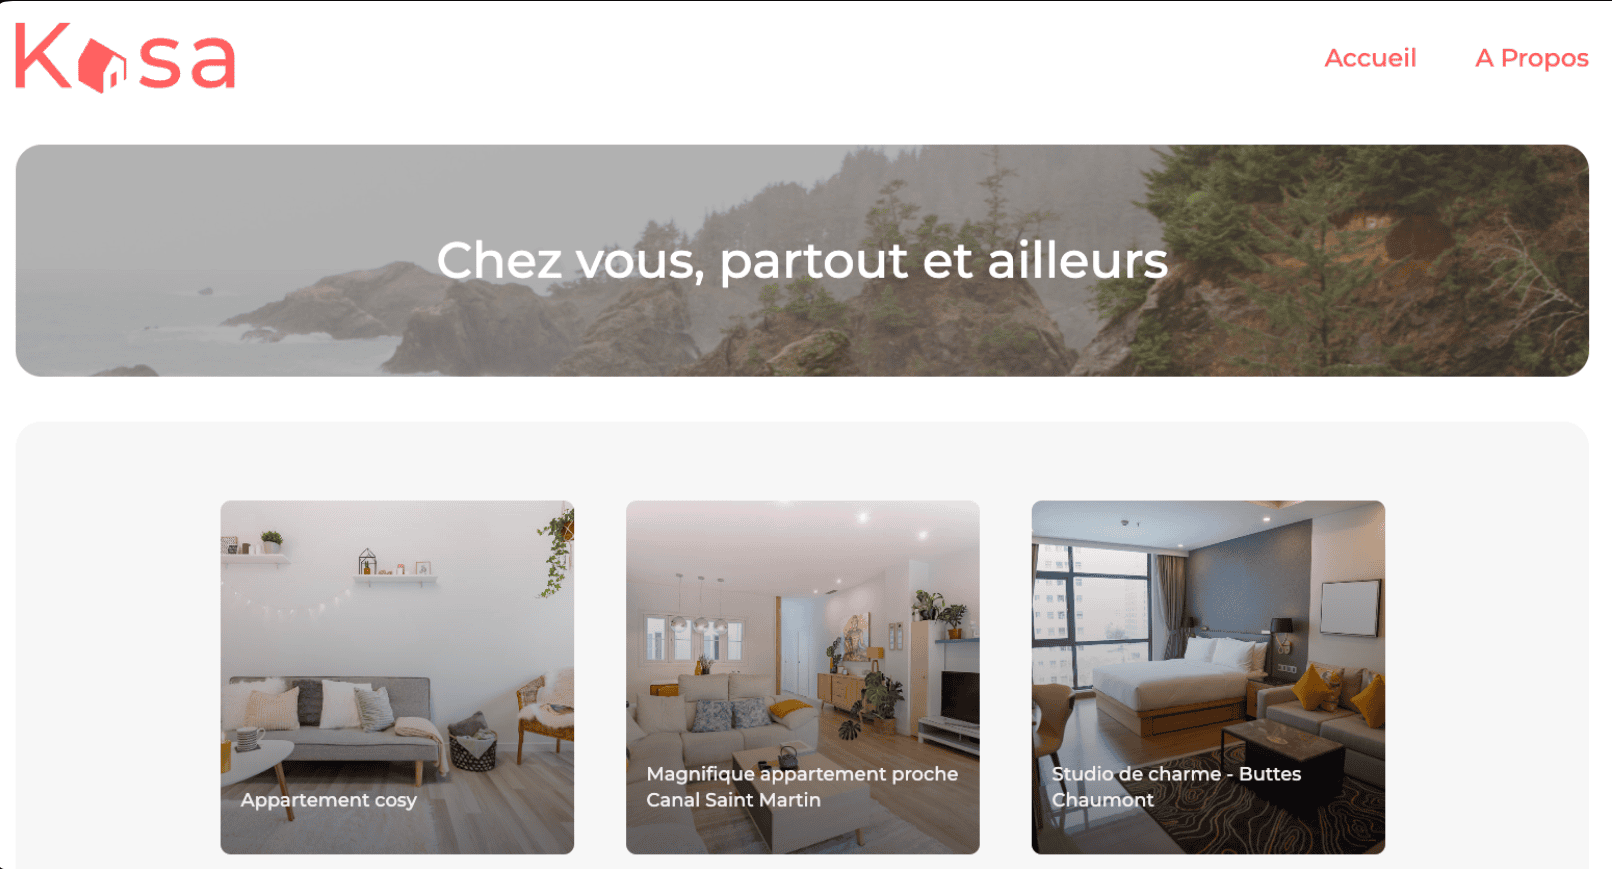 Kasa
Accueil
A Propos
Chez vous, partout et ailleurs
Appartement cosy
Magnifique appartement proche
Canal Saint Martin
Studio de charme - Buttes
Chaumont